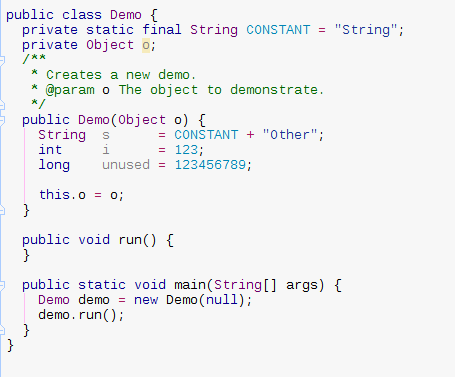 public class Demo {
  private static final String CONSTANT = "String";
  private Object o;
  /**
   * Creates a new demo.
   * @param o The object to demonstrate.
   */
  public Demo(Object o) {
    String  s      = CONSTANT + "Other";
    int     i      = 123;
    long    unused = 123456789;

    this.o = o;
  }

  public void run() {
  }

  public static void main(String[] args) {
    Demo demo = new Demo(null);
    demo.run();
  }
}